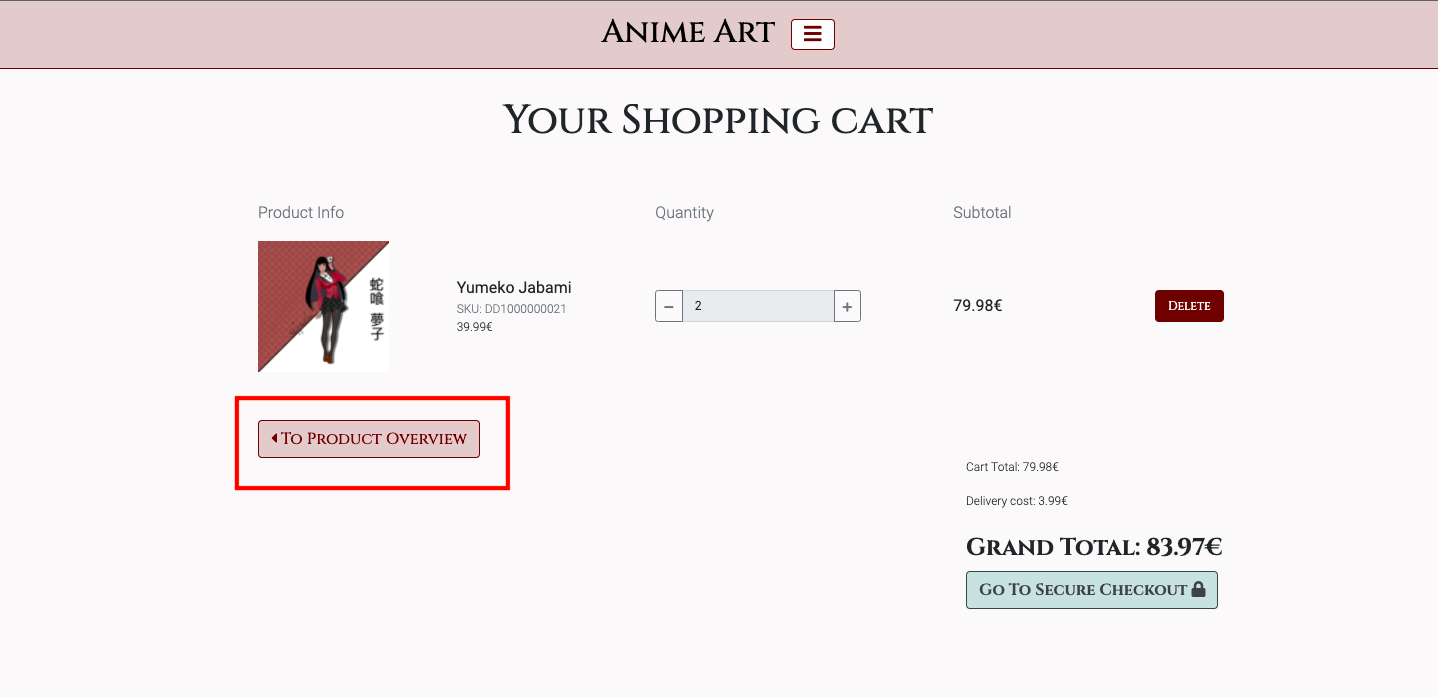 Anime Art
Your Shopping cart
Product Info
Quantity
Subtotal
蛇喰 夢子
Yumeko Jabami
SKU: DD1000000021
39.99€
2
79.98€
Delete
To Product Overview
Cart Total: 79.98€
Delivery cost: 3.99€
Grand Total: 83.97€
Go To Secure Checkout